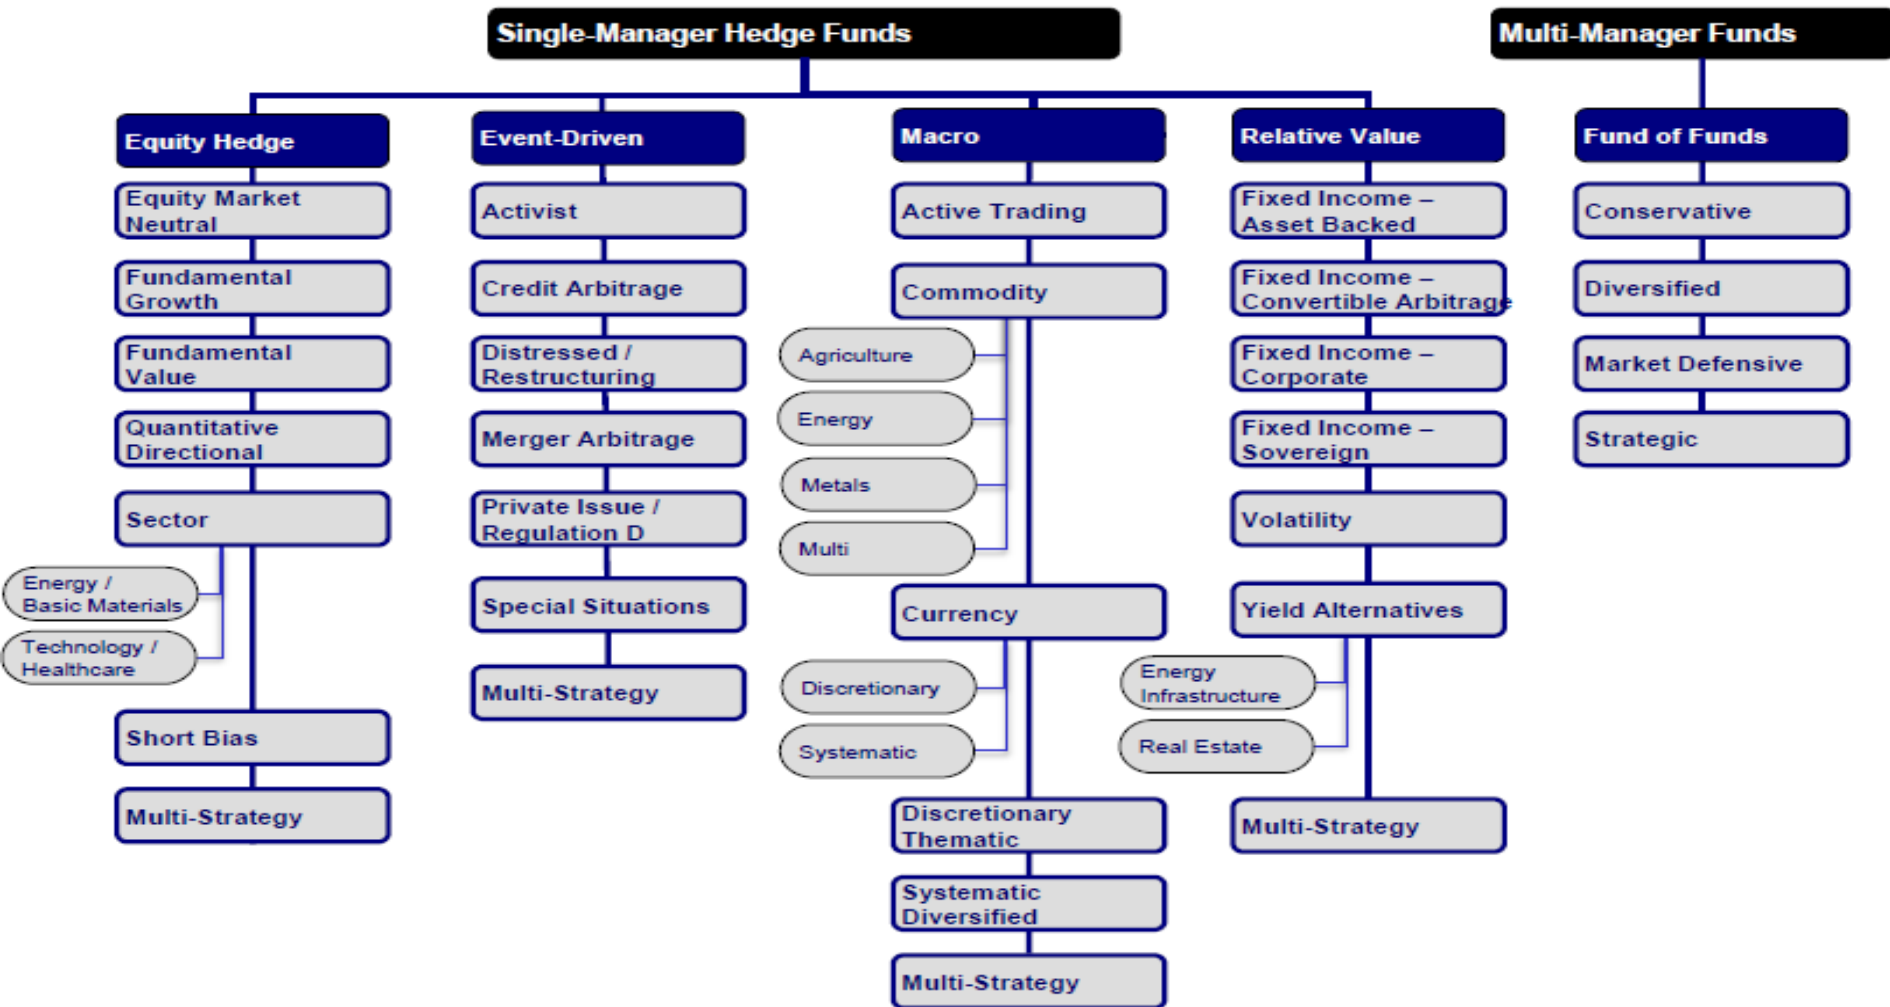 Single-Manager Hedge Funds
Multi-Manager Funds
Equity Hedge
Equity Market
Neutral
Fundamental
Growth
Fundamental
Value
Quantitative
Directional
Sector
Energy /
Basic Materials
Technology /
Healthcare
Short Bias
Multi-Strategy
Event-Driven
Activist
Credit Arbitrage
Distressed /
Restructuring
Merger Arbitrage
Private Issue /
Regulation D
Special Situations
Multi-Strategy
Macro
Active Trading
Commodity
Agriculture
Energy
Metals
Multi
Currency
Discretionary
Systematic
Discretionary
Thematic
Systematic
Diversified
Multi-Strategy
Relative Value
Fixed Income –
Asset Backed
Fixed Income –
Convertible Arbitrage
Fixed Income –
Corporate
Fixed Income –
Sovereign
Volatility
Yield Alternatives
Energy
Infrastructure
Real Estate
Multi-Strategy
Fund of Funds
Conservative
Diversified
Market Defensive
Strategic